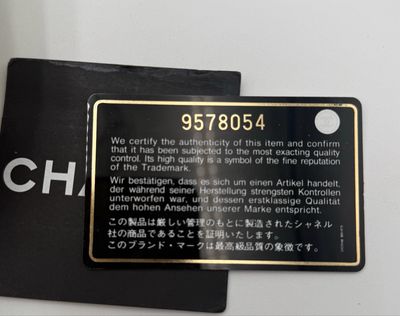 9578054
We certify the authenticity of this item and confirm
that it has been subjected to the most exacting quality
control. Its high quality is a symbol of the fine reputation
of the Trademark.
Wir bestätigen, dass es sich um einen Artikel handelt,
der während seiner Herstellung strengsten Kontrollen
unterworfen war, und dessen erstklassige Qualität
dem hohen Ansehen unserer Marke entspricht.
この製品は厳しい管理のもとに製造されたシャネル
社の商品であることを証明いたします。
このブランド・マークは最高級品質の象徴です。
CHA